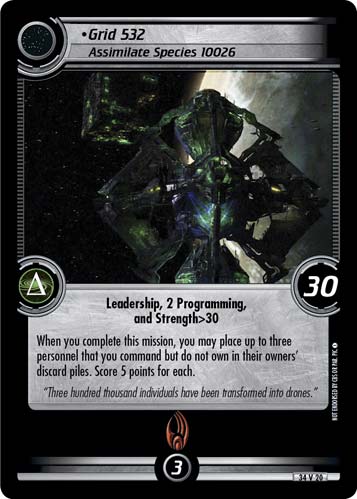 •Grid 532
Assimilate Species 10026
Δ
30
Leadership, 2 Programming,
and Strength>30
When you complete this mission, you may place up to three
personnel that you command but do not own in their owners'
discard piles. Score 5 points for each.
"Three hundred thousand individuals have been transformed into drones."
3
34 V 20
NOT ENDORSED BY CBS OR PAR. PIC.